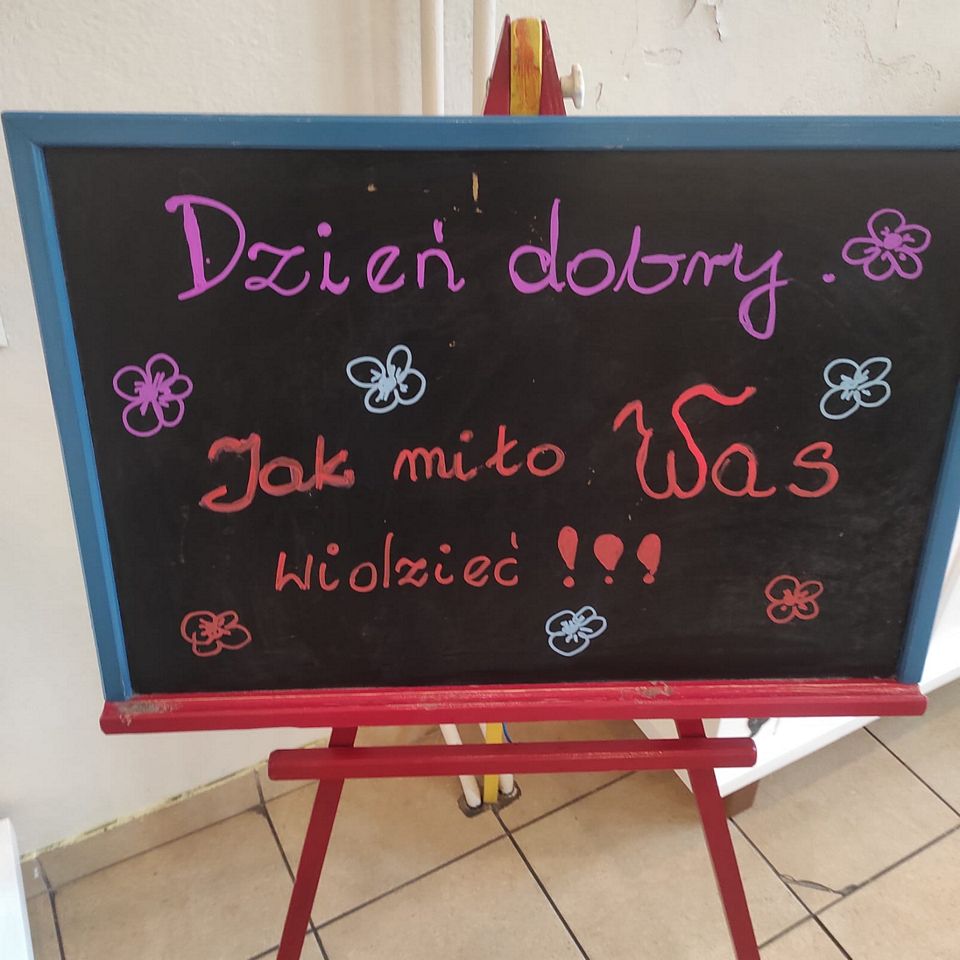 Dzień dobry.
Jak miło Was
widzieć !!!